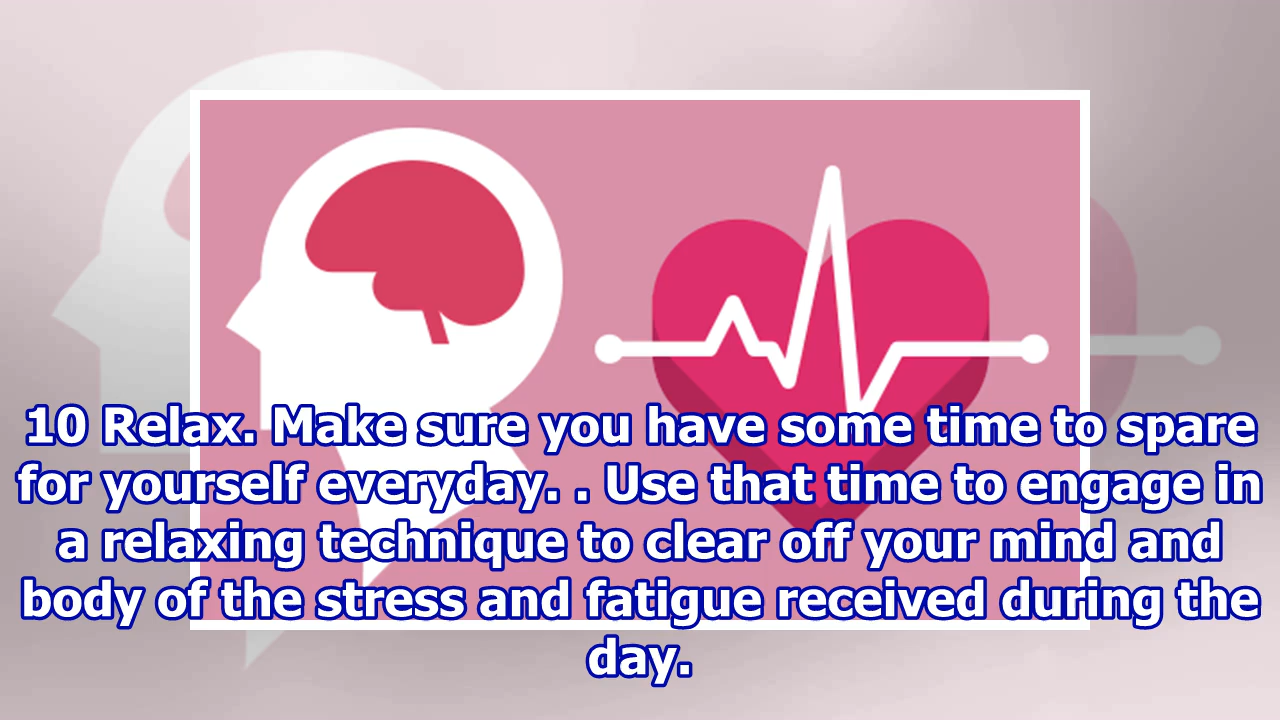 10 Relax. Make sure you have some time to spare
for yourself everyday. . Use that time to engage in
a relaxing technique to clear off your mind and
body of the stress and fatigue received during the
day.